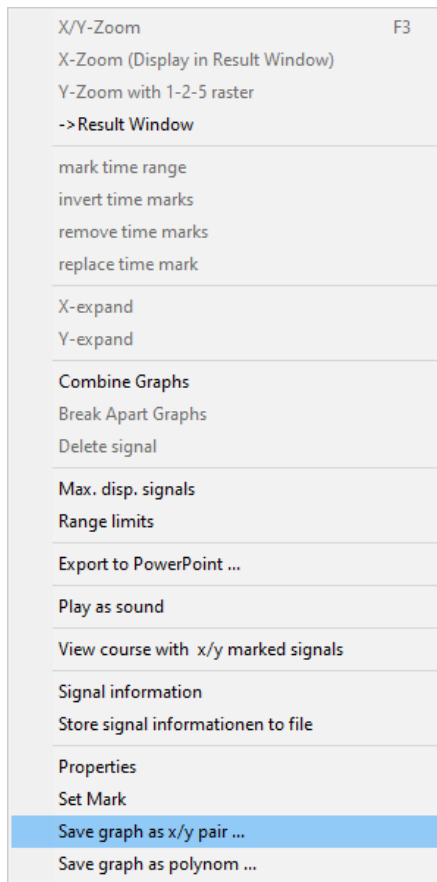 X/Y-Zoom F3
X-Zoom (Display in Result Window)
Y-Zoom with 1-2-5 raster
->Result Window
mark time range
invert time marks
remove time marks
replace time mark
X-expand
Y-expand
Combine Graphs
Break Apart Graphs
Delete signal
Max. disp. signals
Range limits
Export to PowerPoint ...
Play as sound
View course with  x/y marked signals
Signal information
Store signal informationen to file
Properties
Set Mark
Save graph as x/y pair ...
Save graph as polynom ...